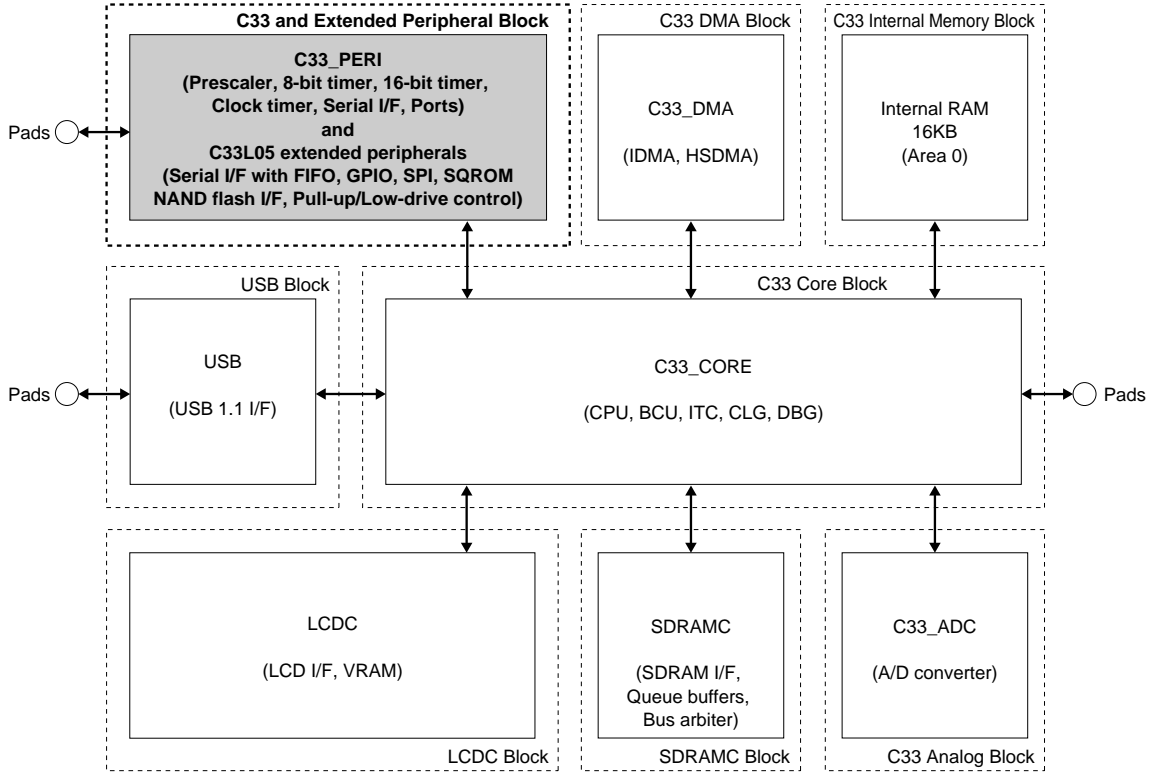 C33 and Extended Peripheral Block
C33_PERI
(Prescaler, 8-bit timer, 16-bit timer,
Clock timer, Serial I/F, Ports)
and
C33L05 extended peripherals
(Serial I/F with FIFO, GPIO, SPI, SQROM
NAND flash I/F, Pull-up/Low-drive control)
Pads
C33 DMA Block
C33_DMA
(IDMA, HSDMA)
C33 Internal Memory Block
Internal RAM
16KB
(Area 0)
USB Block
USB
(USB 1.1 I/F)
Pads
C33 Core Block
C33_CORE
(CPU, BCU, ITC, CLG, DBG)
Pads
LCDC
(LCD I/F, VRAM)
LCDC Block
SDRAMC
(SDRAM I/F,
Queue buffers,
Bus arbiter)
SDRAMC Block
C33_ADC
(A/D converter)
C33 Analog Block